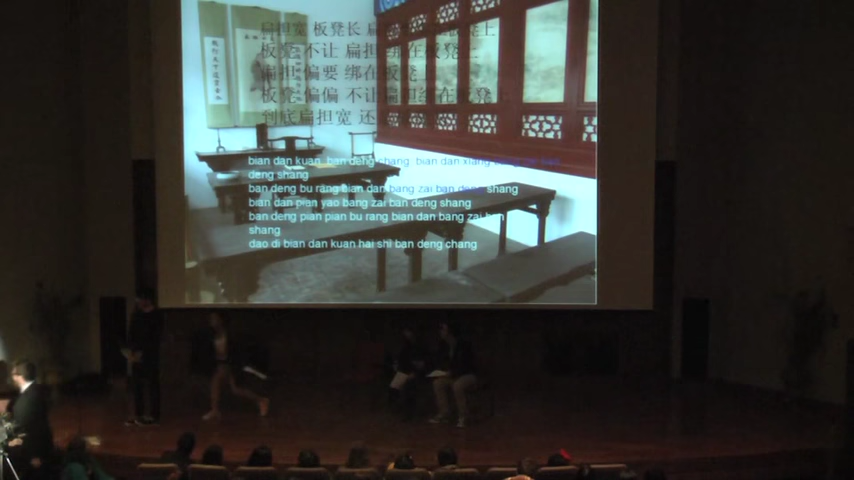 扁担宽 板凳长 扁
板凳 不让 扁担 绑在板凳上
扁担 偏要 绑在板凳上
板凳 偏偏 不让扁担绑在板凳
到底扁担宽 还
bian dan kuan ban deng chang bian dan xiang
deng shang
ban deng bu rang bian dan bang zai ban deng shang
bian dan pian yao bang zai ban deng shang
ban deng pian pian bu rang bian dan bang zai ban
shang
dao di bian dan kuan hai shi ban deng chang